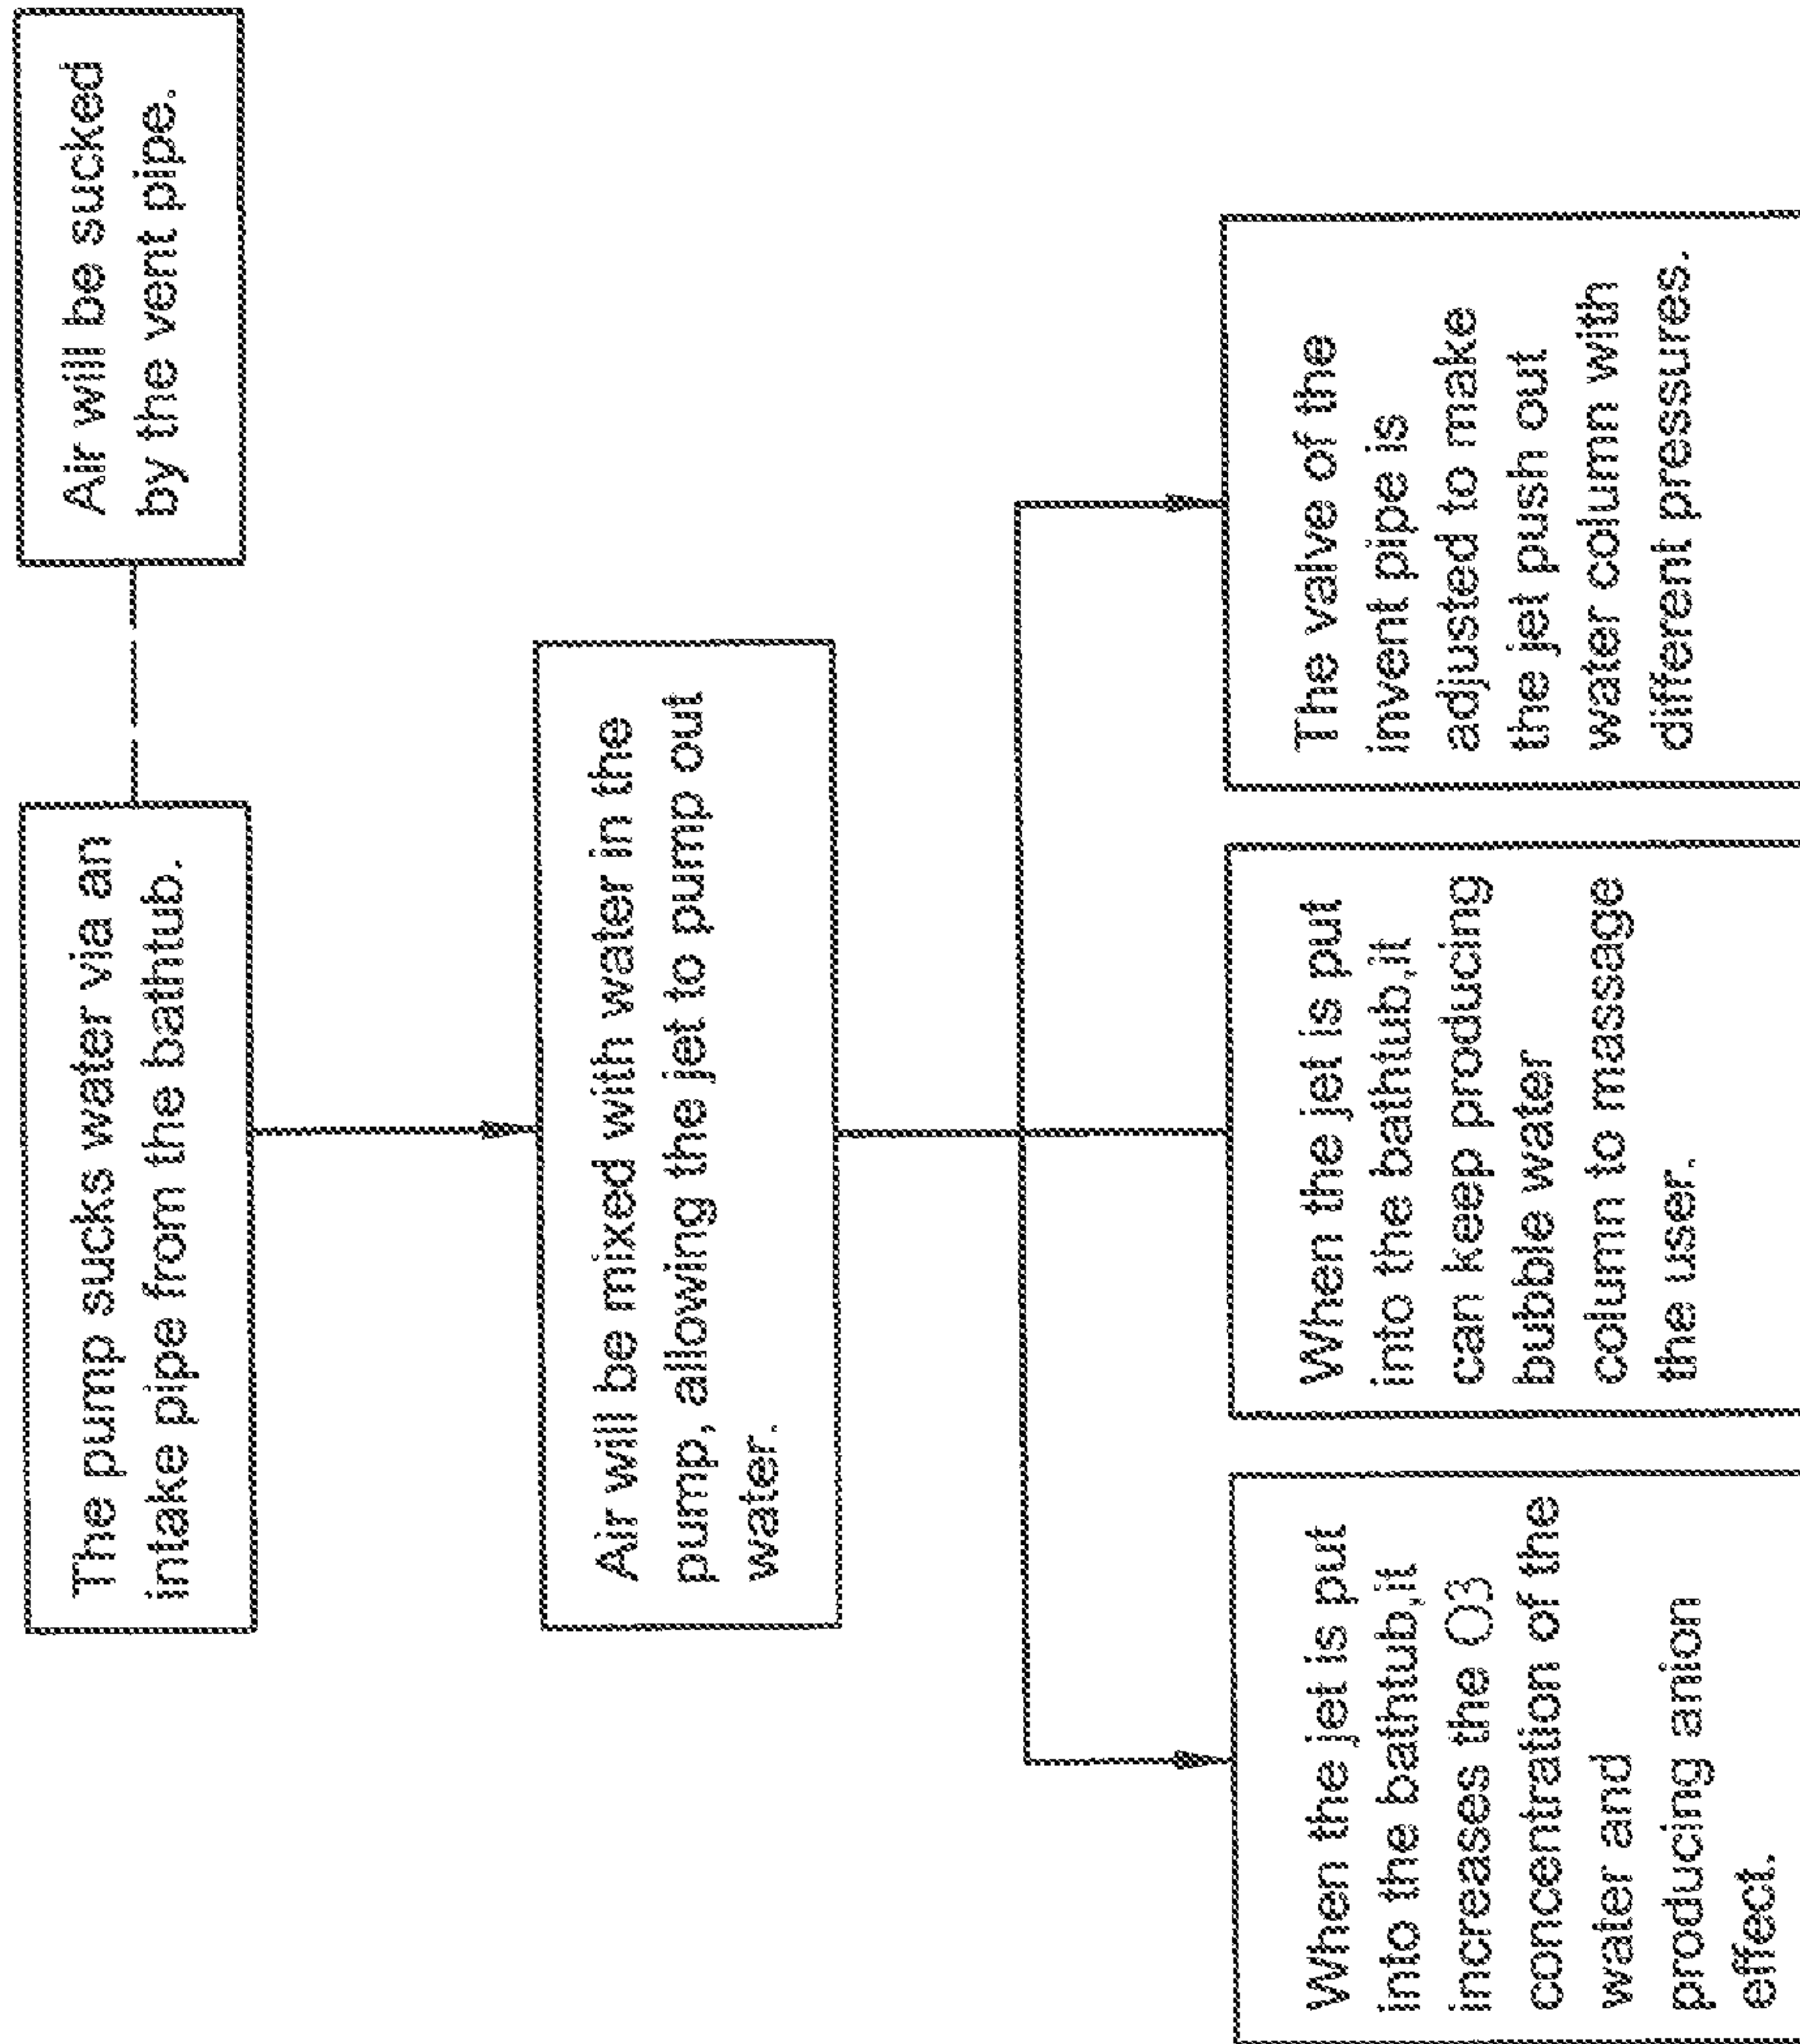 The pump sucks water via an
intake pipe from the bathtub.
Air will be sucked
by the vent pipe.
Air will be mixed with water in the
pump, allowing the jet to pump out
water.
When the jet is put
into the bathtub,it
increases the O3
concentration of the
water and
producing anion
effect.
When the jet is put
into the bathtub,it
can keep producing
bubble water
column to massage
the user.
The valve of the
invent pipe is
adjusted to make
the jet push out
water column with
different pressures.